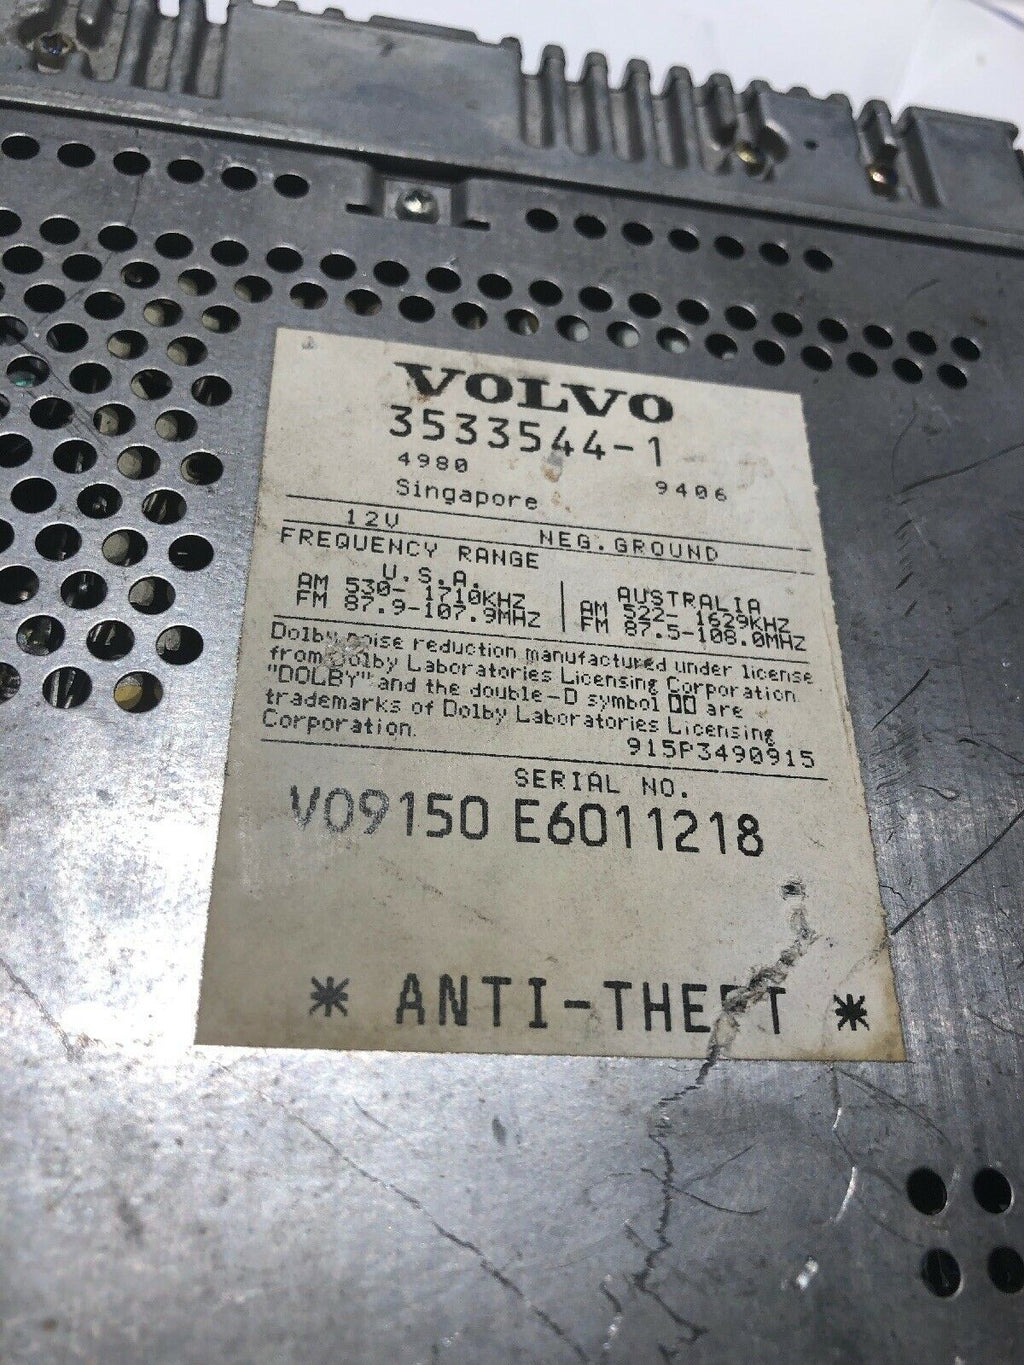 VOLVO
3533544-1
4980 9406
Singapore
12V NEG.GROUND
FREQUENCY RANGE
U.S.A.
AM 530- 1710KHZ
FM 87.9-107.9MHZ
AUSTRALIA
AM 522- 1629KHZ
FM 87.5-108.0MHZ
Dolby noise reduction manufactured under license
from Dolby Laboratories Licensing Corporation
"DOLBY" and the double-D symbol are
trademarks of Dolby Laboratories Licensing
Corporation.
915P3490915
SERIAL NO.
V09150 E6011218
* ANTI-THEFT *